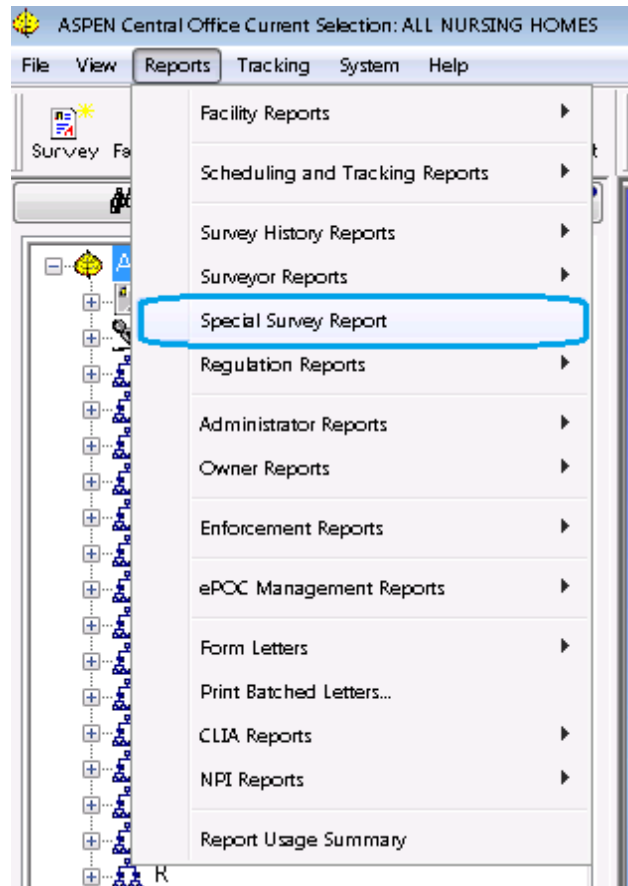 ASPEN Central Office Current Selection: ALL NURSING HOMES
File View Reports Tracking System Help
Survey Fa
Facility Reports
Scheduling and Tracking Reports
Survey History Reports
Surveyor Reports
Special Survey Report
Regulation Reports
Administrator Reports
Owner Reports
Enforcement Reports
ePOC Management Reports
Form Letters
Print Batched Letters...
CLIA Reports
NPI Reports
Report Usage Summary
R